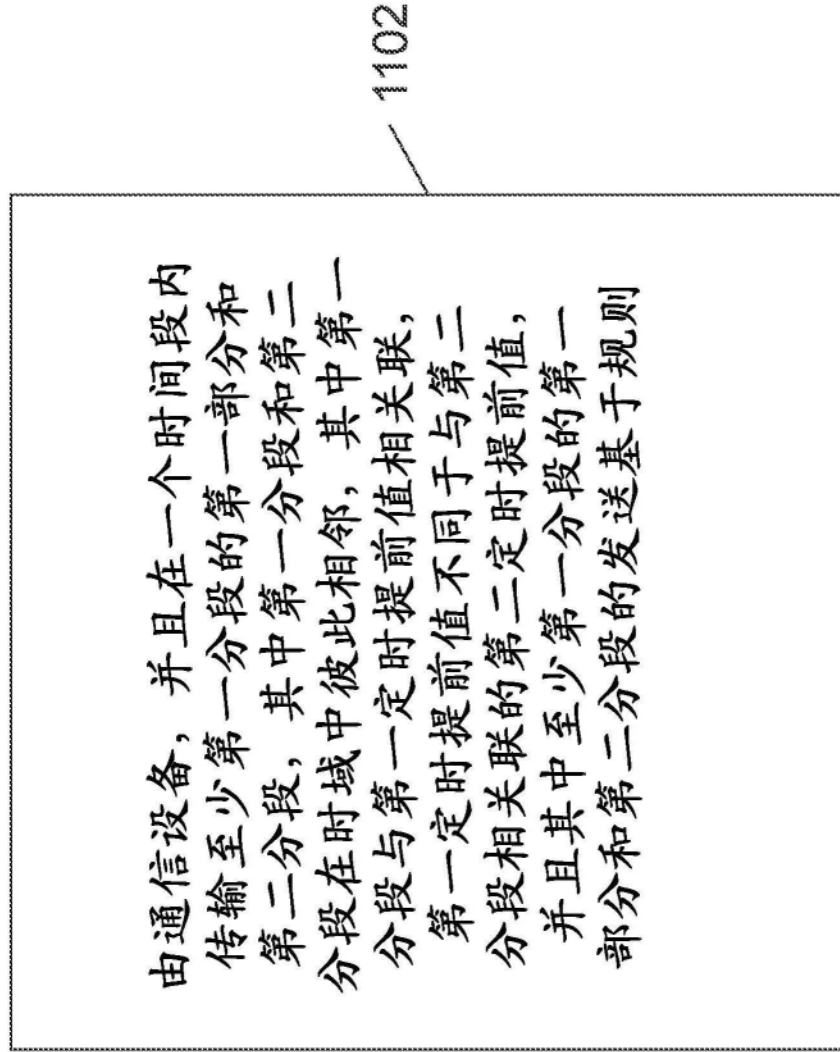 由通信设备，并且在一个时间段内
传输至少第一分段的第一部分和
第二分段，其中第一分段和第二
分段在时域中彼此相邻，其中第一
分段与第一定时提前值相关联，
第一定时提前值不同于与第二
分段相关联的第二定时提前值，
并且其中至少第一分段的第一
部分和第二分段的发送基于规则
1102